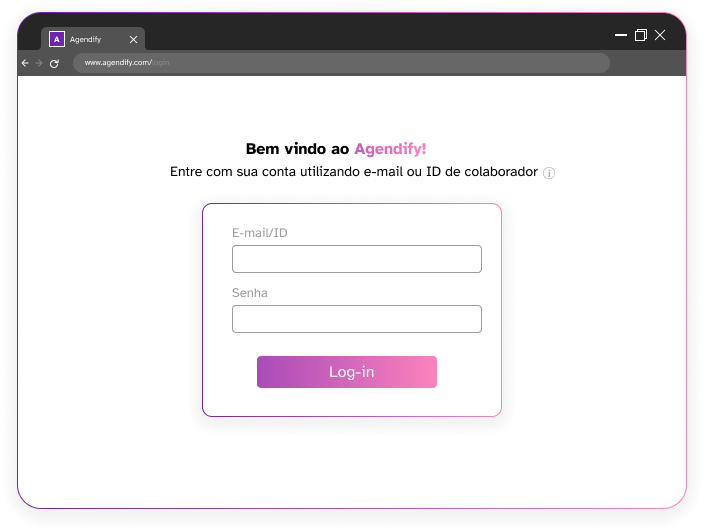 A Agendify
www.agendify.com/login
Bem vindo ao Agendify!
Entre com sua conta utilizando e-mail ou ID de colaborador i
E-mail/ID
Senha
Log-in